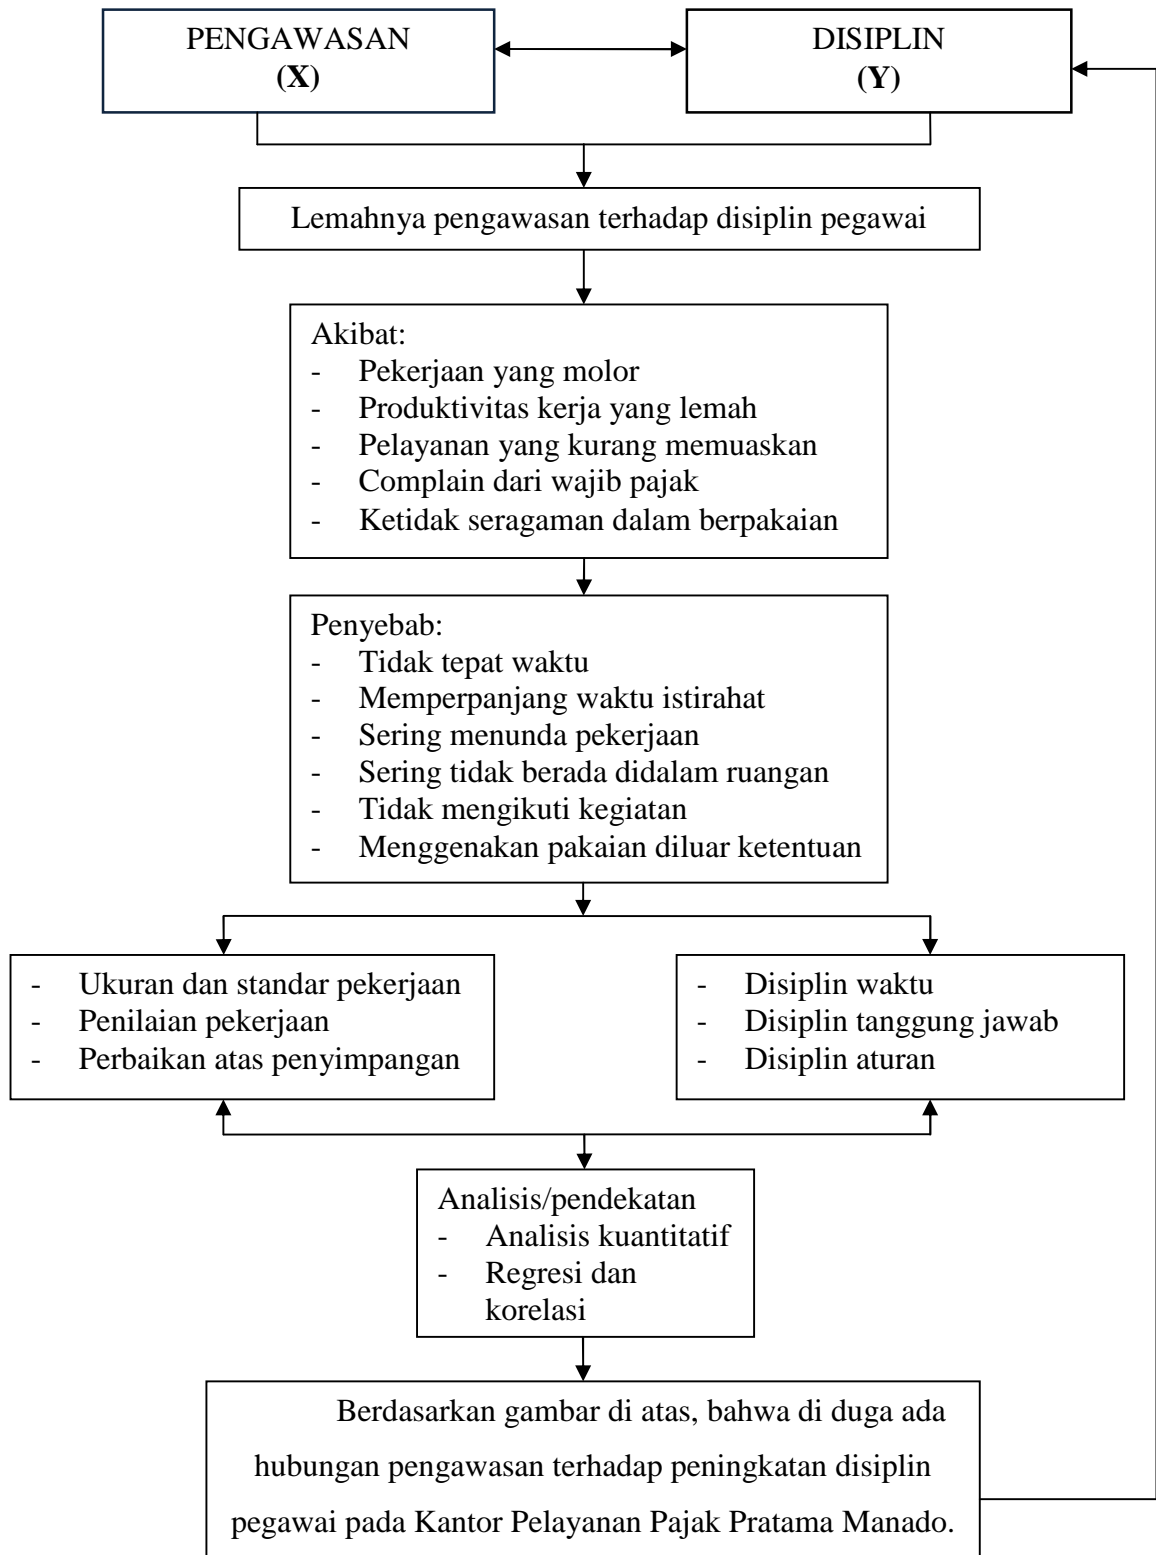 PENGAWASAN
(X)
DISIPLIN
(Y)
Lemahnya pengawasan terhadap disiplin pegawai
Akibat:
- Pekerjaan yang molor
- Produktivitas kerja yang lemah
- Pelayanan yang kurang memuaskan
- Complain dari wajib pajak
- Ketidak seragaman dalam berpakaian
Penyebab:
- Tidak tepat waktu
- Memperpanjang waktu istirahat
- Sering menunda pekerjaan
- Sering tidak berada didalam ruangan
- Tidak mengikuti kegiatan
- Menggenakan pakaian diluar ketentuan
- Ukuran dan standar pekerjaan
- Penilaian pekerjaan
- Perbaikan atas penyimpangan
- Disiplin waktu
- Disiplin tanggung jawab
- Disiplin aturan
Analisis/pendekatan
- Analisis kuantitatif
- Regresi dan
korelasi
Berdasarkan gambar di atas, bahwa di duga ada
hubungan pengawasan terhadap peningkatan disiplin
pegawai pada Kantor Pelayanan Pajak Pratama Manado.